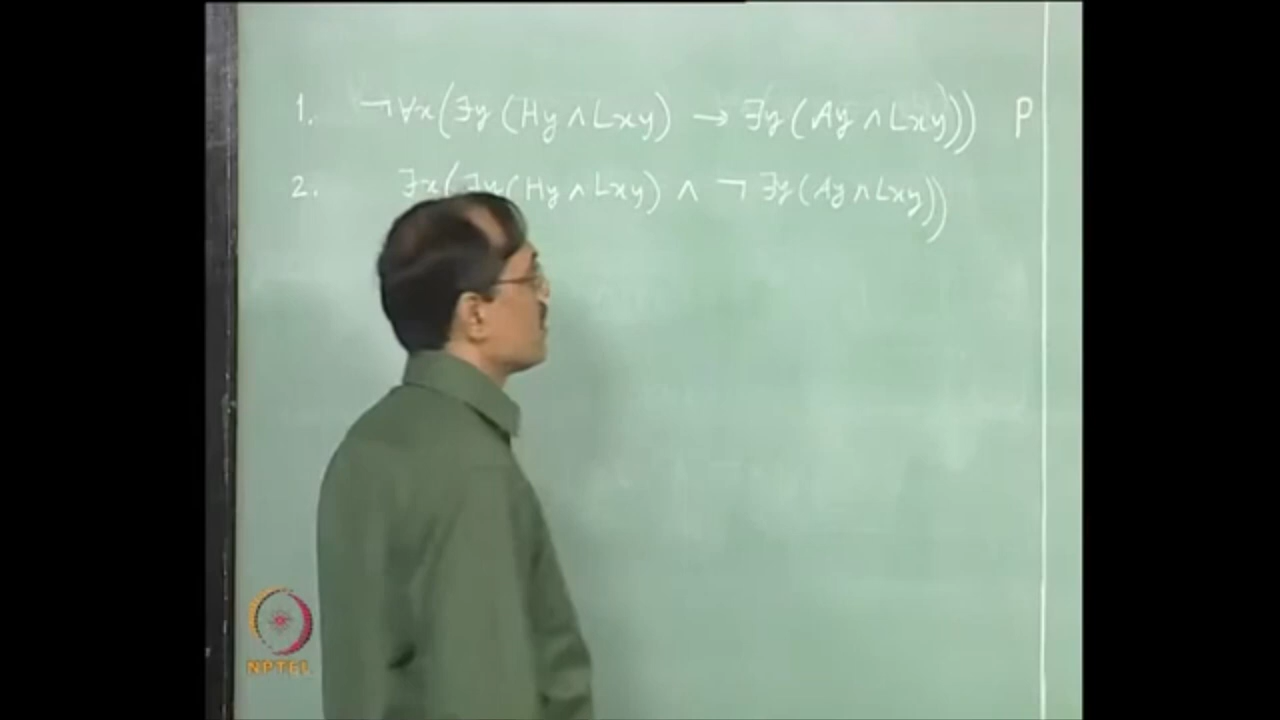 1. ¬∀x(∃y(Hy ∧ Lxy) → ∃y(Ay ∧ Lxy))) P
2. ∃x(∃y(Hy ∧ Lxy) ∧ ¬ ∃y(Ay ∧ Lxy))
NPTEL